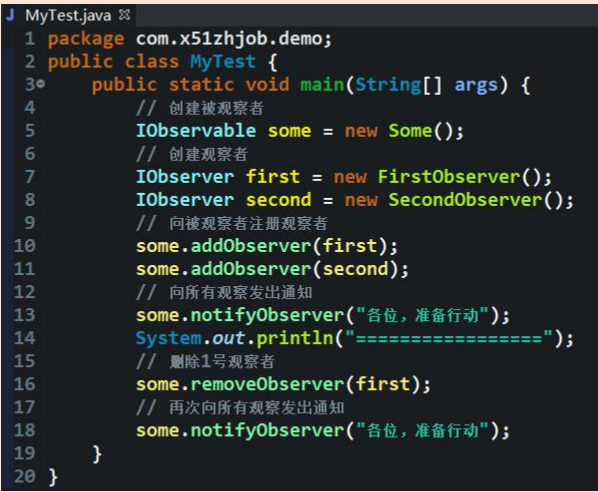 MyTest.java
1 package com.x51zhjob.demo;
2 public class MyTest {
3 public static void main(String[] args) {
4 // 创建被观察者
5 IObservable some = new Some();
6 // 创建观察者
7 IObserver first = new FirstObserver();
8 IObserver second = new SecondObserver();
9 // 向被观察者注册观察者
10 some.addObserver(first);
11 some.addObserver(second);
12 // 向所有观察发出通知
13 some.notifyObserver("各位，准备行动");
14 System.out.println("=================");
15 // 删除1号观察者
16 some.removeObserver(first);
17 // 再次向所有观察发出通知
18 some.notifyObserver("各位，准备行动");
19 }
20 }